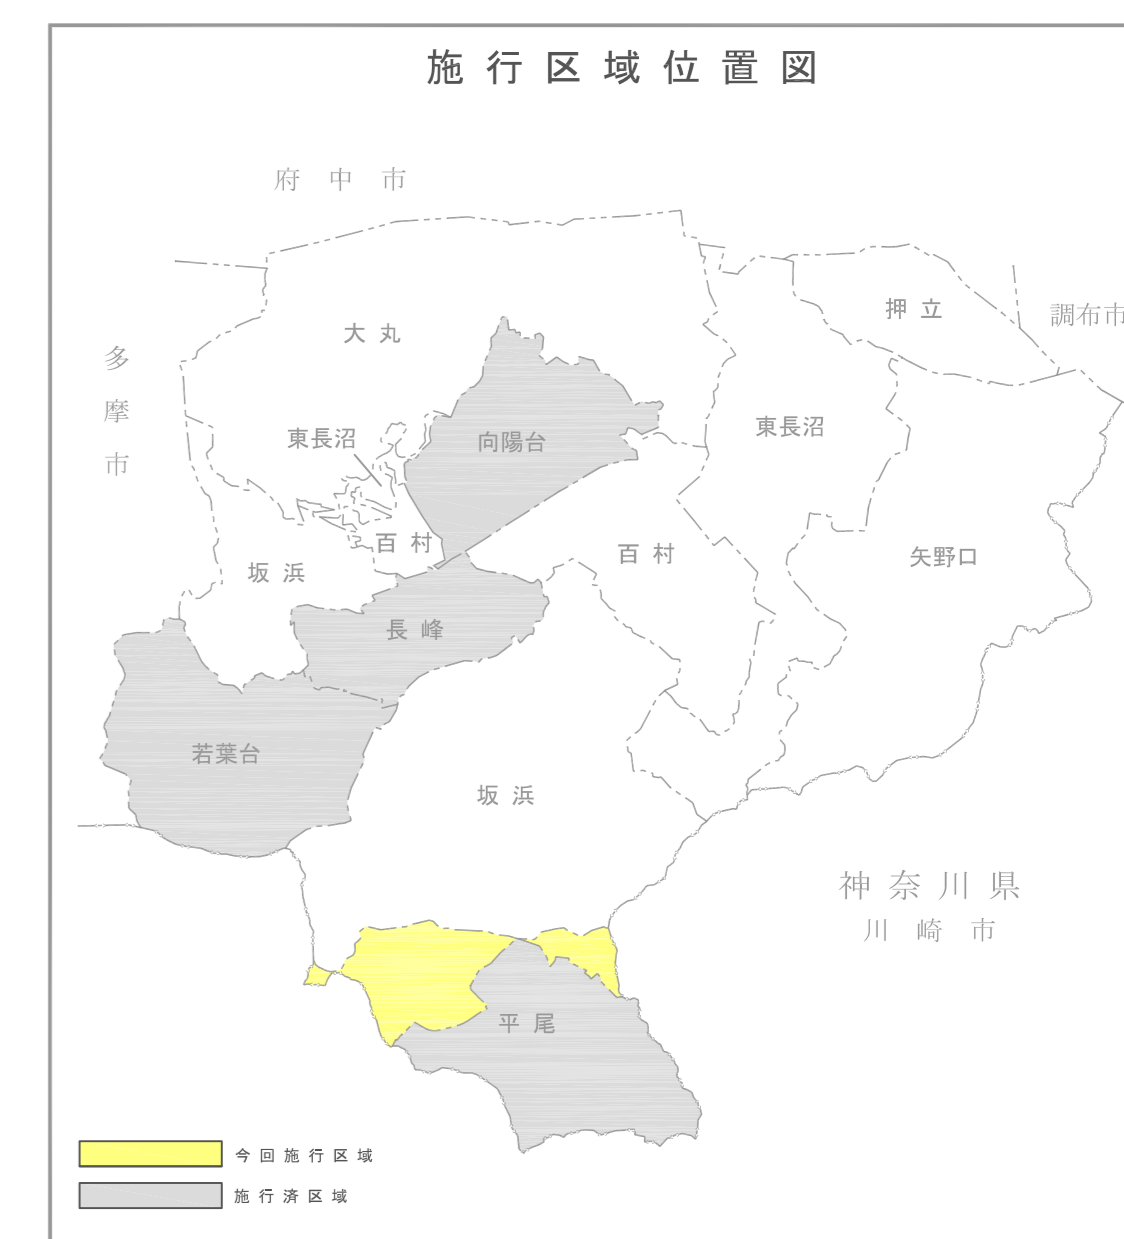 施行区域位置図
府中市
押立
調布市
大丸
多摩市
東長沼
東長沼
向陽台
百村
百村
矢野口
坂浜
長峰
若葉台
坂浜
神奈川県
川崎市
平尾
今回施行区域
施行済区域